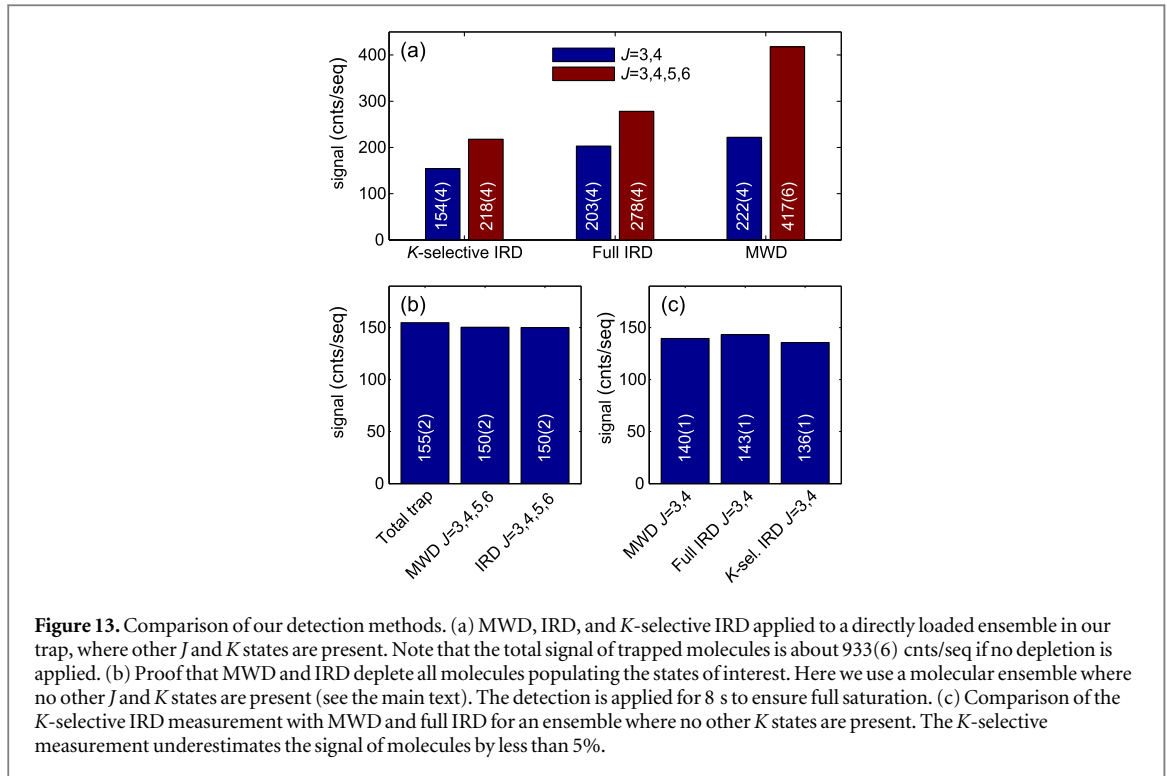 (a)
J=3,4
J=3,4,5,6
signal (cnts/seq)
400
300
200
100
0
154(4)
218(4)
203(4)
278(4)
222(4)
417(6)
K-selective IRD
Full IRD
MWD
(b)
signal (cnts/seq)
150
100
50
0
155(2)
150(2)
150(2)
Total trap
MWD J=3,4,5,6
IRD J=3,4,5,6
(c)
signal (cnts/seq)
150
100
50
0
140(1)
143(1)
136(1)
MWD J=3,4
Full IRD J=3,4
K-sel. IRD J=3,4
Figure 13. Comparison of our detection methods. (a) MWD, IRD, and K-selective IRD applied to a directly loaded ensemble in our
trap, where other J and K states are present. Note that the total signal of trapped molecules is about 933(6) cnts/seq if no depletion is
applied. (b) Proof that MWD and IRD deplete all molecules populating the states of interest. Here we use a molecular ensemble where
no other J and K states are present (see the main text). The detection is applied for 8 s to ensure full saturation. (c) Comparison of the
K-selective IRD measurement with MWD and full IRD for an ensemble where no other K states are present. The K-selective
measurement underestimates the signal of molecules by less than 5%.